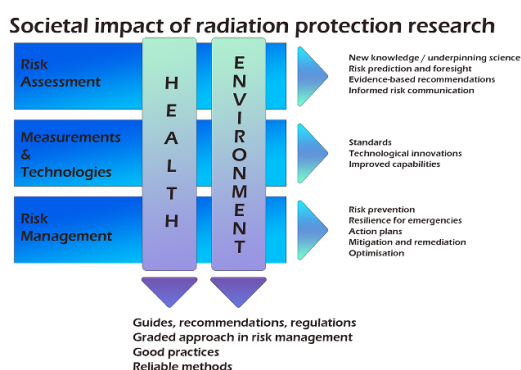 Societal impact of radiation protection research
Risk
Assessment
Measurements
&
Technologies
Risk
Management
HEALTH
ENVIRONMENT
New knowledge / underpinning science
Risk prediction and foresight
Evidence-based recommendations
Informed risk communication
Standards
Technological innovations
Improved capabilities
Risk prevention
Resilience for emergencies
Action plans
Mitigation and remediation
Optimisation
Guides, recommendations, regulations
Graded approach in risk management
Good practices
Reliable methods